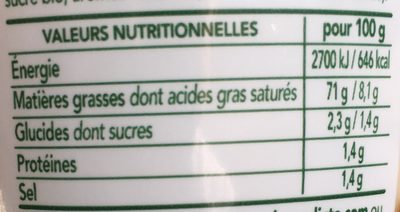 VALEURS NUTRITIONNELLES pour 100 g
Énergie 2700 kJ / 646 kcal
Matières grasses dont acides gras saturés 71 g / 8,1 g
Glucides dont sucres 2,3 g / 1,4 g
Protéines 1,4 g
Sel 1,4 g